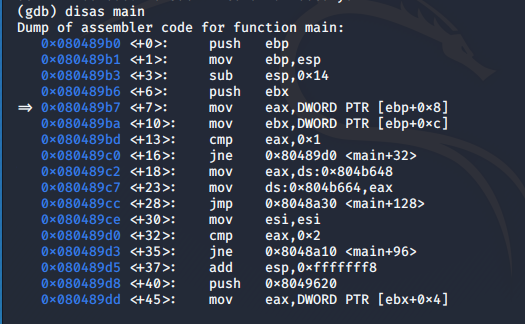 (gdb) disas main
Dump of assembler code for function main:
   0×080489b0 <+0>:     push   ebp
   0×080489b1 <+1>:     mov    ebp,esp
   0×080489b3 <+3>:     sub    esp,0×14
   0×080489b6 <+6>:     push   ebx
⇒ 0×080489b7 <+7>:     mov    eax,DWORD PTR [ebp+0×8]
   0×080489ba <+10>:    mov    ebx,DWORD PTR [ebp+0×c]
   0×080489bd <+13>:    cmp    eax,0×1
   0×080489c0 <+16>:    jne    0×80489d0 <main+32>
   0×080489c2 <+18>:    mov    eax,ds:0×804b648
   0×080489c7 <+23>:    mov    ds:0×804b664,eax
   0×080489cc <+28>:    jmp    0×8048a30 <main+128>
   0×080489ce <+30>:    mov    esi,esi
   0×080489d0 <+32>:    cmp    eax,0×2
   0×080489d3 <+35>:    jne    0×8048a10 <main+96>
   0×080489d5 <+37>:    add    esp,0×fffffff8
   0×080489d8 <+40>:    push   0×8049620
   0×080489dd <+45>:    mov    eax,DWORD PTR [ebx+0×4]